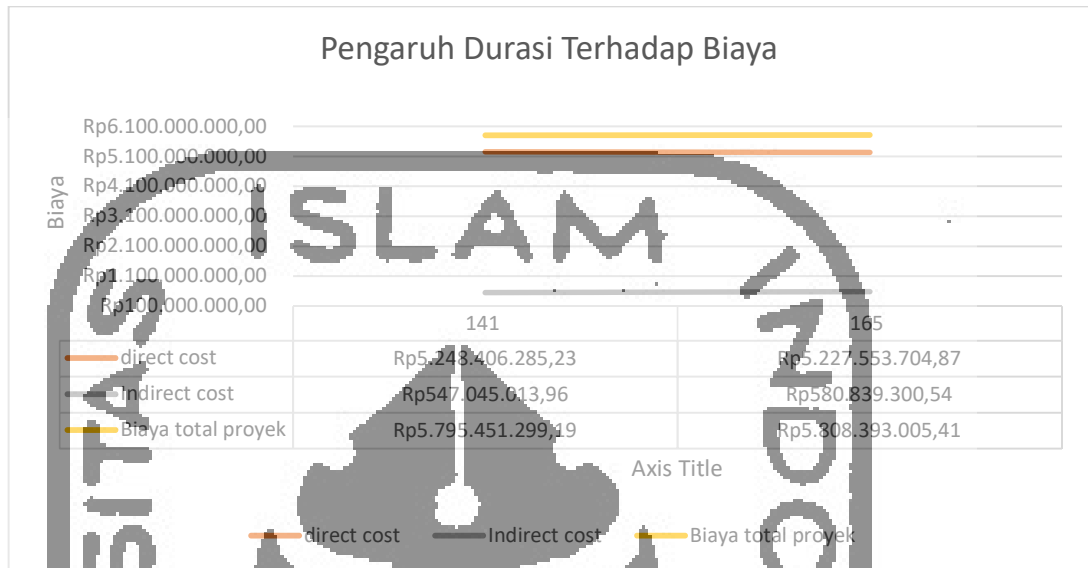 Pengaruh Durasi Terhadap Biaya
Biaya
Rp6.100.000.000,00
Rp5.100.000.000,00
Rp4.100.000.000,00
Rp3.100.000.000,00
Rp2.100.000.000,00
Rp1.100.000.000,00
Rp100.000.000,00
141 165
direct cost Rp5.248.406.285,23 Rp5.227.553.704,87
Indirect cost Rp547.045.013,96 Rp580.839.300,54
Biaya total proyek Rp5.795.451.299,19 Rp5.808.393.005,41
Axis Title
direct cost Indirect cost Biaya total proyek
ISLAM
SITAS
INDO